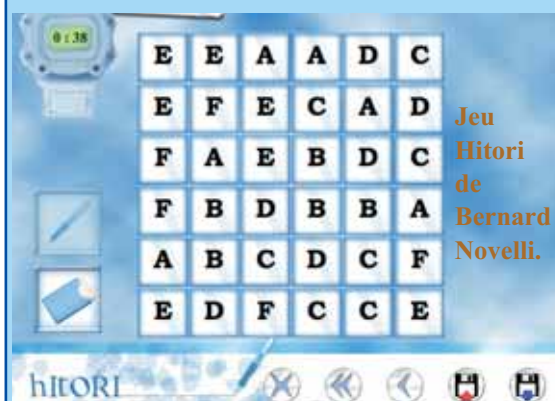 0:38
E E A A D C
E F E C A D
F A E B D C
F B D B B A
A B C D C F
E D F C C E
Jeu
Hitori
de
Bernard
Novelli.
hItORI